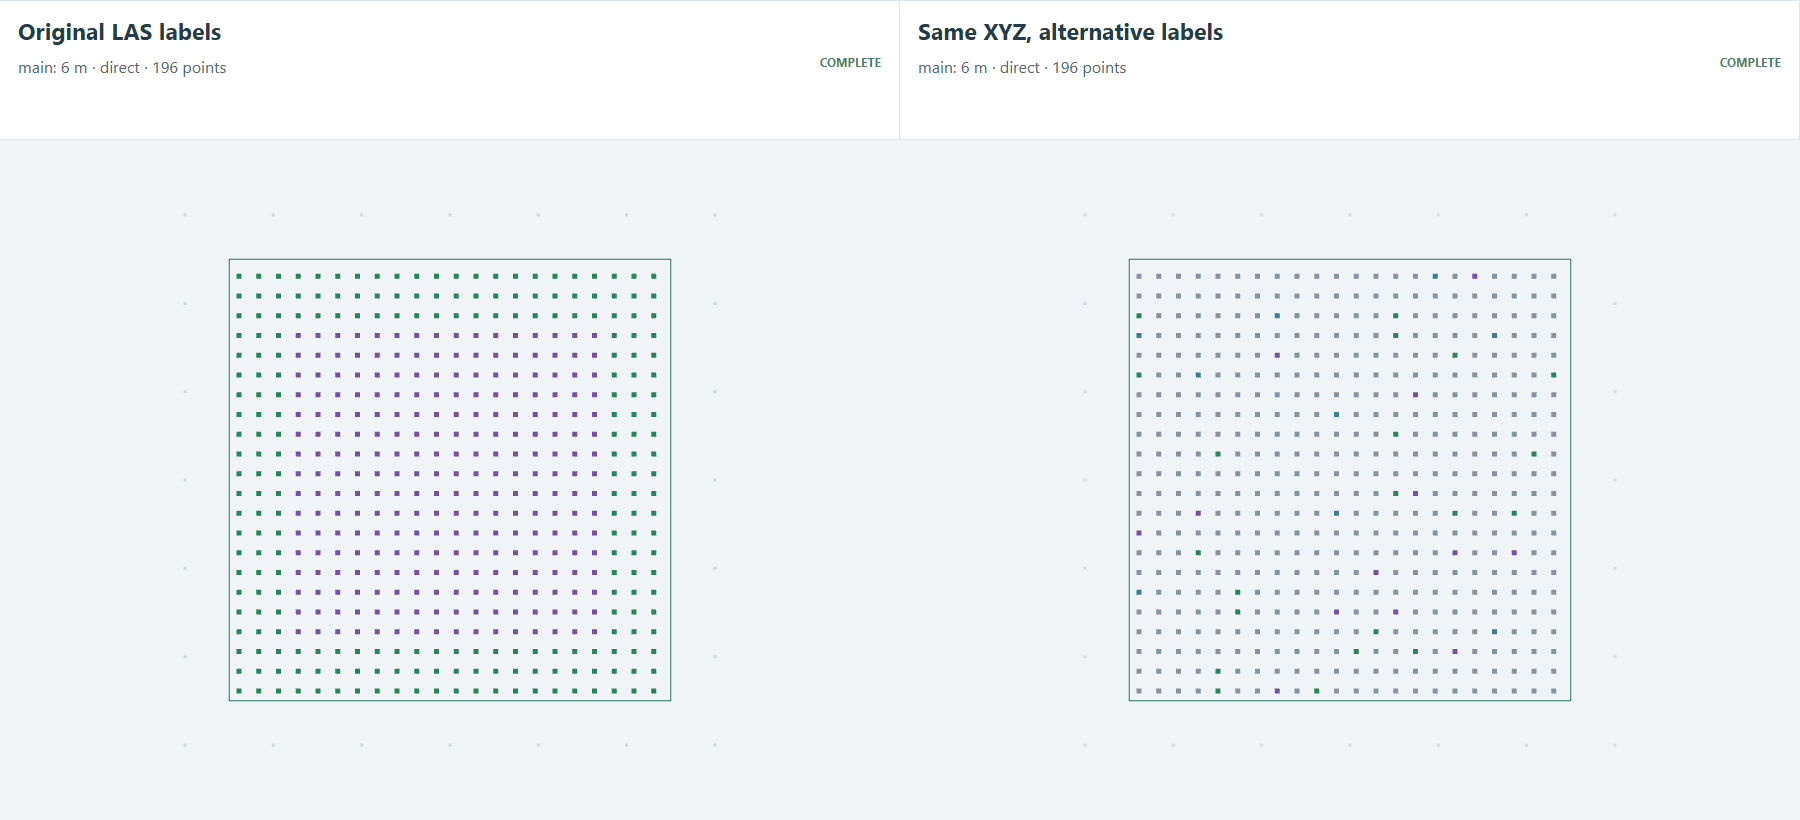 Original LAS labels
main: 6 m · direct · 196 points
COMPLETE
Same XYZ, alternative labels
main: 6 m · direct · 196 points
COMPLETE